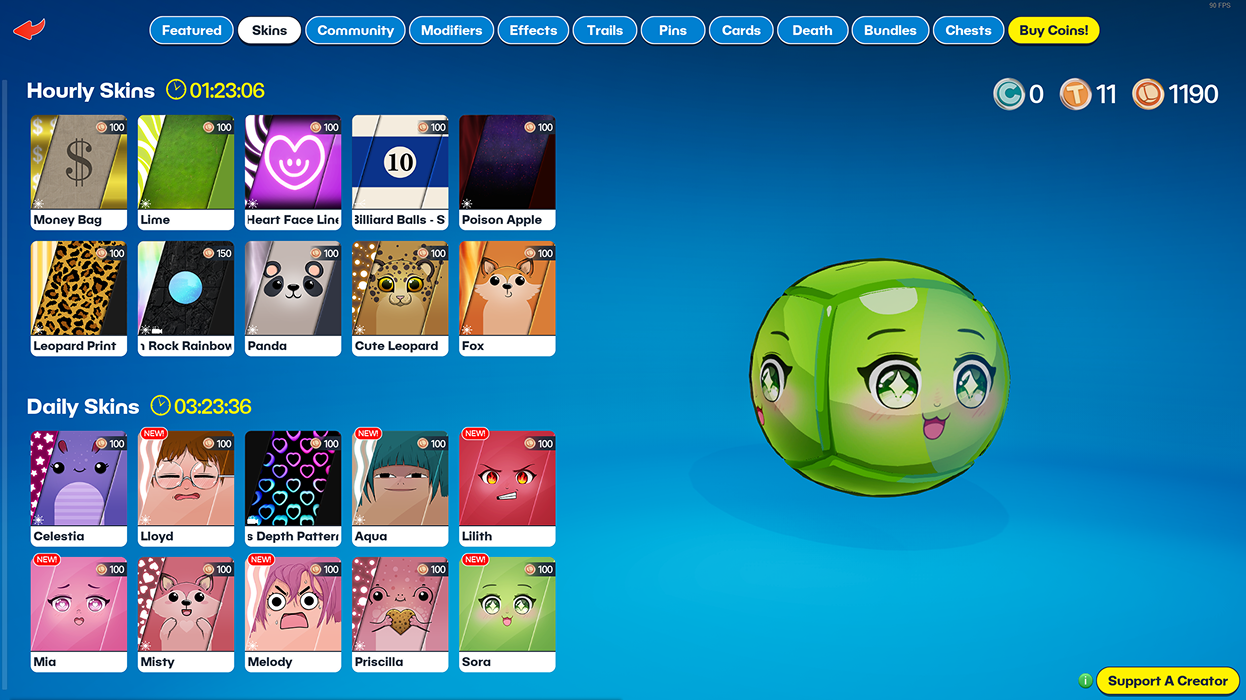 90 FPS
Featured Skins Community Modifiers Effects Trails Pins Cards Death Bundles Chests Buy Coins!
Hourly Skins 01:23:06
0 11 1190
100 100 100 100 100
$ 10
Money Bag Lime Heart Face Line Billiard Balls - S Poison Apple
100 150 100 100 100
Leopard Print n Rock Rainbow Panda Cute Leopard Fox
Daily Skins 03:23:36
100 NEW! 100 100 NEW! 100 NEW! 100
Celestia Lloyd s Depth Pattern Aqua Lilith
NEW! 100 100 NEW! 100 100 NEW! 100
Mia Misty Melody Priscilla Sora
i Support A Creator